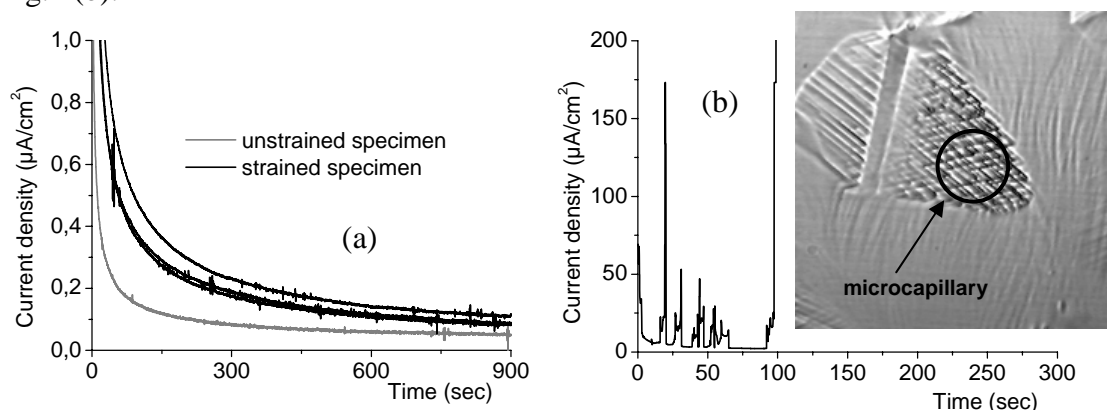 1,0
0,8
0,6
0,4
0,2
0,0
Current density (µA/cm²)
unstrained specimen
strained specimen
(a)
0
300
600
900
Time (sec)
200
150
100
50
0
Current density (µA/cm²)
(b)
microcapillary
0
50
100
150
200
250
300
Time (sec)